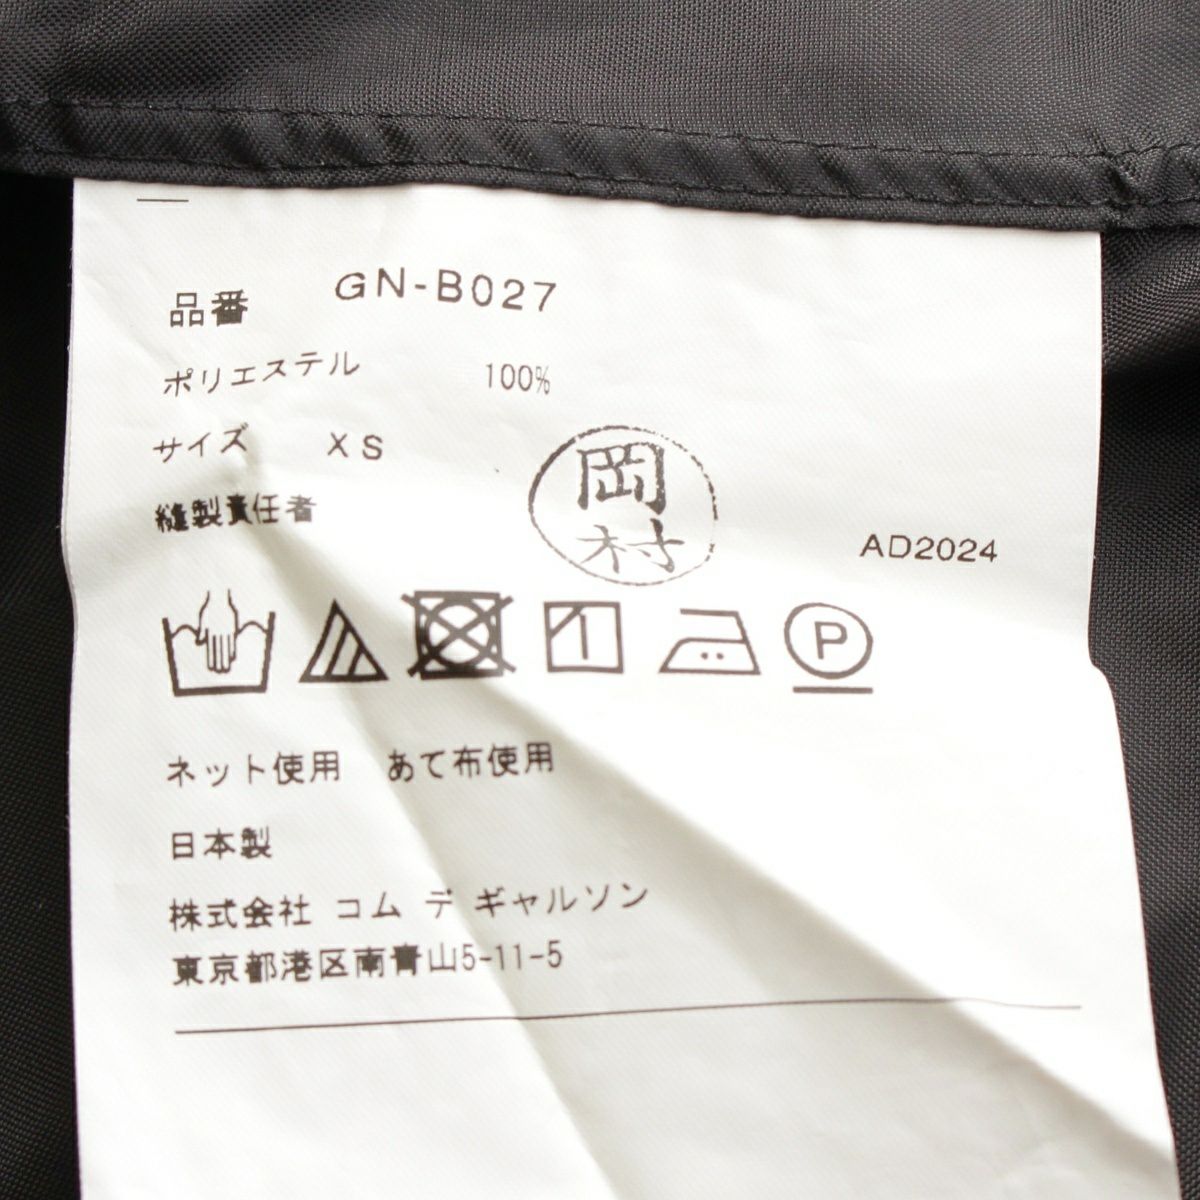 品番 GN-B027
ポリエステル 100%
サイズ XS
縫製責任者 岡村
AD2024
P
ネット使用 あて布使用
日本製
株式会社 コム デ ギャルソン
東京都港区南青山5-11-5